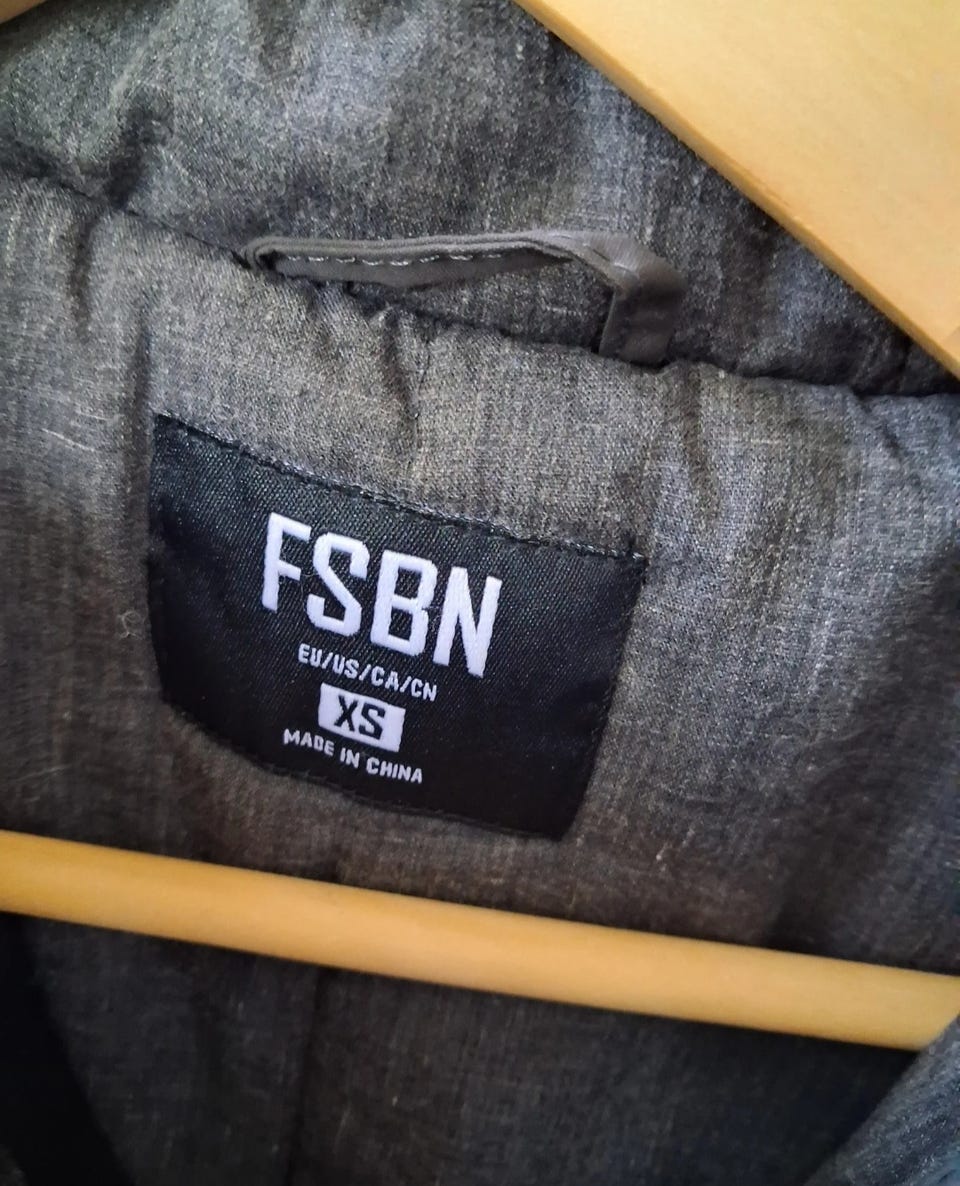 FSBN
EU/US/CA/CN
XS
MADE IN CHINA